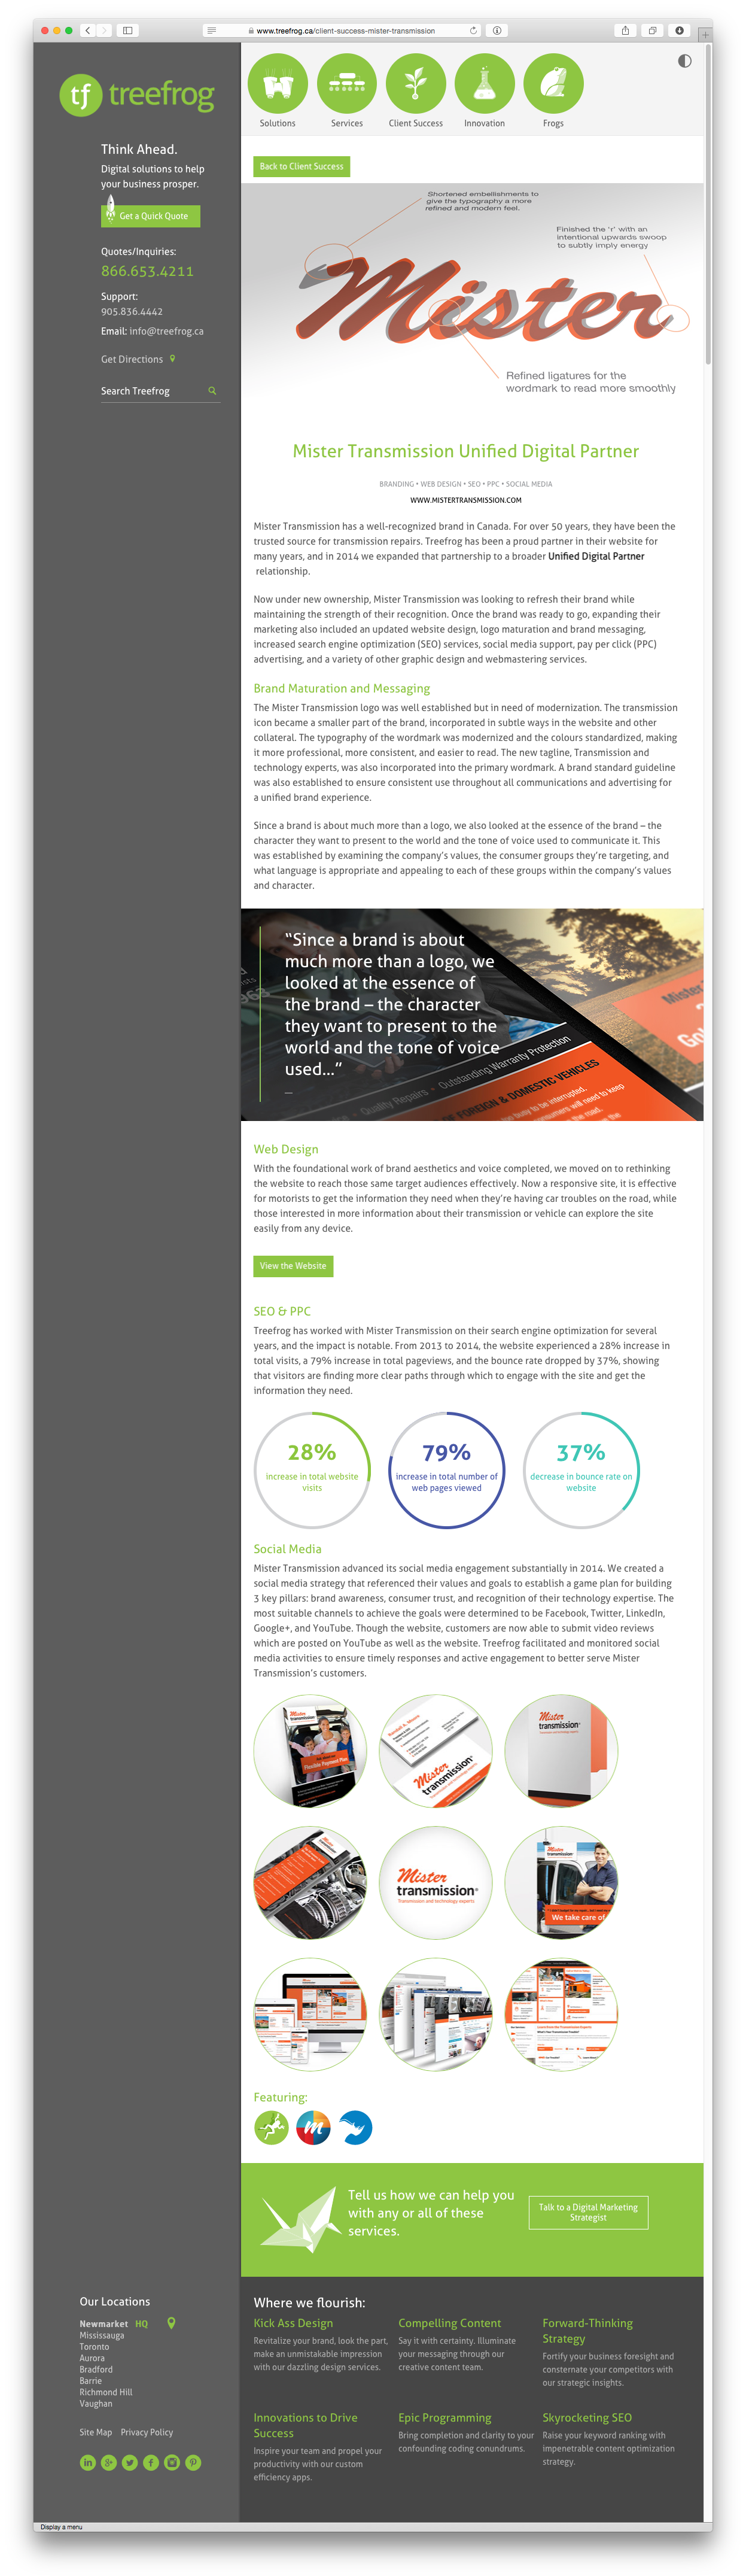 www.treefrog.ca/client-success-mister-transmission
tf treefrog
Think Ahead.
Digital solutions to help
your business prosper.
Get a Quick Quote
Quotes/Inquiries:
866.653.4211
Support:
905.836.4442
Email: info@treefrog.ca
Get Directions
Search Treefrog
Solutions
Services
Client Success
Innovation
Frogs
Back to Client Success
Shortened embellishments to
give the typography a more
refined and modern feel.
Finished the 'r' with an
intentional upwards swoop
to subtly imply energy
Mister
Refined ligatures for the
wordmark to read more smoothly
Mister Transmission Unified Digital Partner
BRANDING • WEB DESIGN • SEO • PPC • SOCIAL MEDIA
WWW.MISTERTRANSMISSION.COM
Mister Transmission has a well-recognized brand in Canada. For over 50 years, they have been the
trusted source for transmission repairs. Treefrog has been a proud partner in their website for
many years, and in 2014 we expanded that partnership to a broader Unified Digital Partner
relationship.
Now under new ownership, Mister Transmission was looking to refresh their brand while
maintaining the strength of their recognition. Once the brand was ready to go, expanding their
marketing also included an updated website design, logo maturation and brand messaging,
increased search engine optimization (SEO) services, social media support, pay per click (PPC)
advertising, and a variety of other graphic design and webmastering services.
Brand Maturation and Messaging
The Mister Transmission logo was well established but in need of modernization. The transmission
icon became a smaller part of the brand, incorporated in subtle ways in the website and other
collateral. The typography of the wordmark was modernized and the colours standardized, making
it more professional, more consistent, and easier to read. The new tagline, Transmission and
technology experts, was also incorporated into the primary wordmark. A brand standard guideline
was also established to ensure consistent use throughout all communications and advertising for
a unified brand experience.
Since a brand is about much more than a logo, we also looked at the essence of the brand – the
character they want to present to the world and the tone of voice used to communicate it. This
was established by examining the company's values, the consumer groups they're targeting, and
what language is appropriate and appealing to each of these groups within the company's values
and character.
“Since a brand is about
much more than a logo, we
looked at the essence of
the brand – the character
they want to present to the
world and the tone of voice
used...”
—
Quality Repairs • Outstanding Warranty Protection
OF FOREIGN & DOMESTIC VEHICLES
Web Design
With the foundational work of brand aesthetics and voice completed, we moved on to rethinking
the website to reach those same target audiences effectively. Now a responsive site, it is effective
for motorists to get the information they need when they're having car troubles on the road, while
those interested in more information about their transmission or vehicle can explore the site
easily from any device.
View the Website
SEO & PPC
Treefrog has worked with Mister Transmission on their search engine optimization for several
years, and the impact is notable. From 2013 to 2014, the website experienced a 28% increase in
total visits, a 79% increase in total pageviews, and the bounce rate dropped by 37%, showing
that visitors are finding more clear paths through which to engage with the site and get the
information they need.
28%
increase in total website
visits
79%
increase in total number of
web pages viewed
37%
decrease in bounce rate on
website
Social Media
Mister Transmission advanced its social media engagement substantially in 2014. We created a
social media strategy that referenced their values and goals to establish a game plan for building
3 key pillars: brand awareness, consumer trust, and recognition of their technology expertise. The
most suitable channels to achieve the goals were determined to be Facebook, Twitter, LinkedIn,
Google+, and YouTube. Though the website, customers are now able to submit video reviews
which are posted on YouTube as well as the website. Treefrog facilitated and monitored social
media activities to ensure timely responses and active engagement to better serve Mister
Transmission's customers.
Mister
transmission
Flexible Payment Plan
Mister
transmission®
Mister
transmission®
Mister
transmission®
Transmission and technology experts
Mister
transmission
We take care of
Featuring:
Tell us how we can help you
with any or all of these
services.
Talk to a Digital Marketing
Strategist
Our Locations
Newmarket HQ
Mississauga
Toronto
Aurora
Bradford
Barrie
Richmond Hill
Vaughan
Site Map Privacy Policy
Where we flourish:
Kick Ass Design
Revitalize your brand, look the part,
make an unmistakable impression
with our dazzling design services.
Compelling Content
Say it with certainty. Illuminate
your messaging through our
creative content team.
Forward-Thinking
Strategy
Fortify your business foresight and
consternate your competitors with
our strategic insights.
Innovations to Drive
Success
Inspire your team and propel your
productivity with our custom
efficiency apps.
Epic Programming
Bring completion and clarity to your
confounding coding conundrums.
Skyrocketing SEO
Raise your keyword ranking with
impenetrable content optimization
strategy.
Display a menu